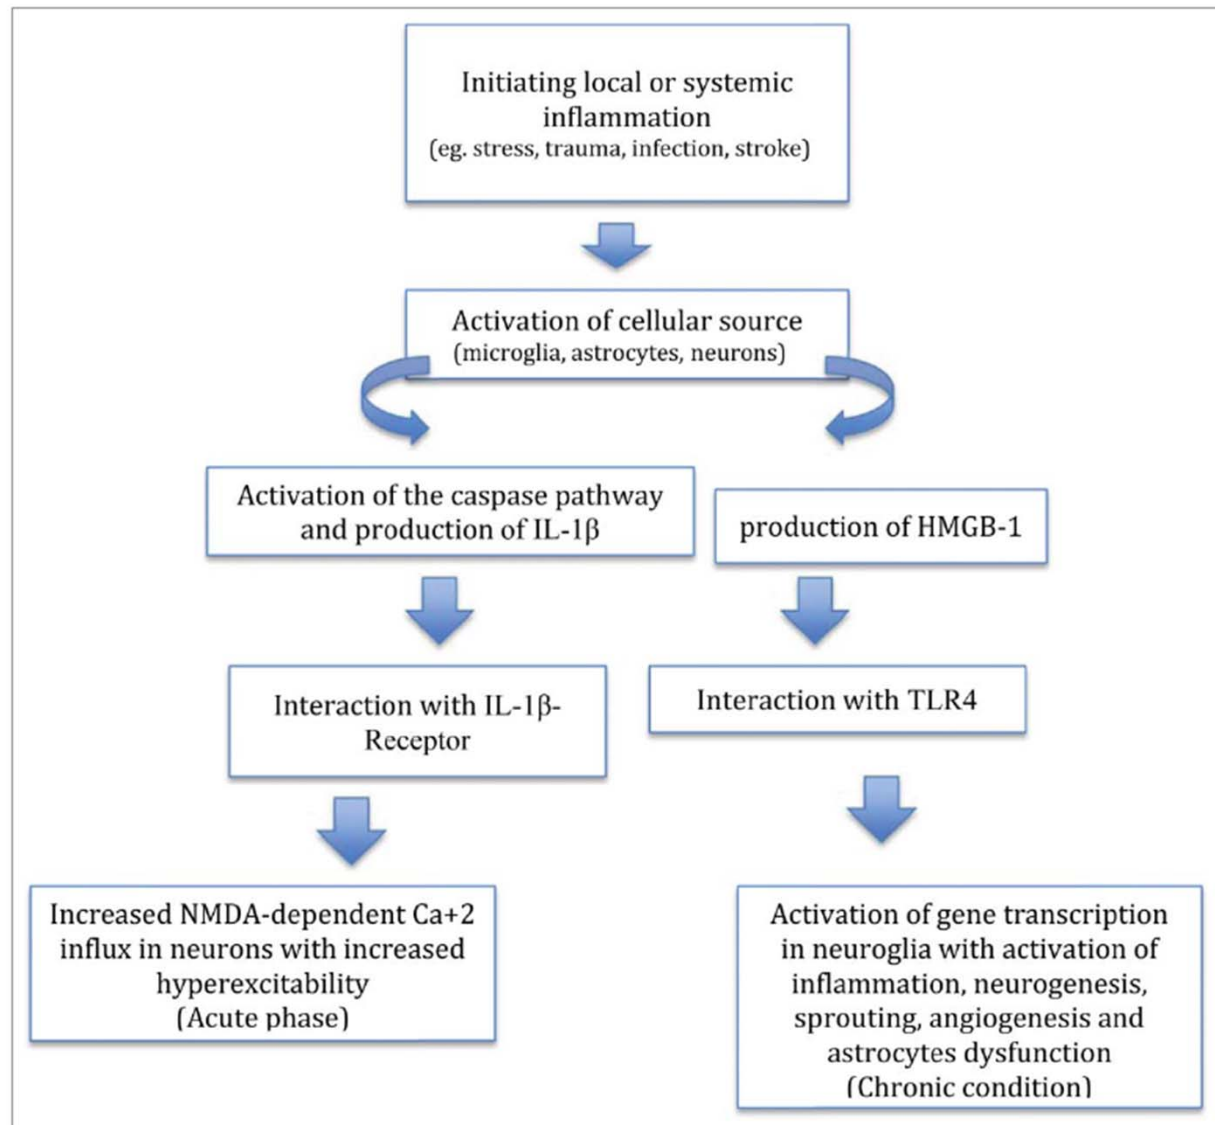 Initiating local or systemic
inflammation
(eg. stress, trauma, infection, stroke)
Activation of cellular source
(microglia, astrocytes, neurons)
Activation of the caspase pathway
and production of IL-1β
production of HMGB-1
Interaction with IL-1β-
Receptor
Interaction with TLR4
Increased NMDA-dependent Ca+2
influx in neurons with increased
hyperexcitability
(Acute phase)
Activation of gene transcription
in neuroglia with activation of
inflammation, neurogenesis,
sprouting, angiogenesis and
astrocytes dysfunction
(Chronic condition)